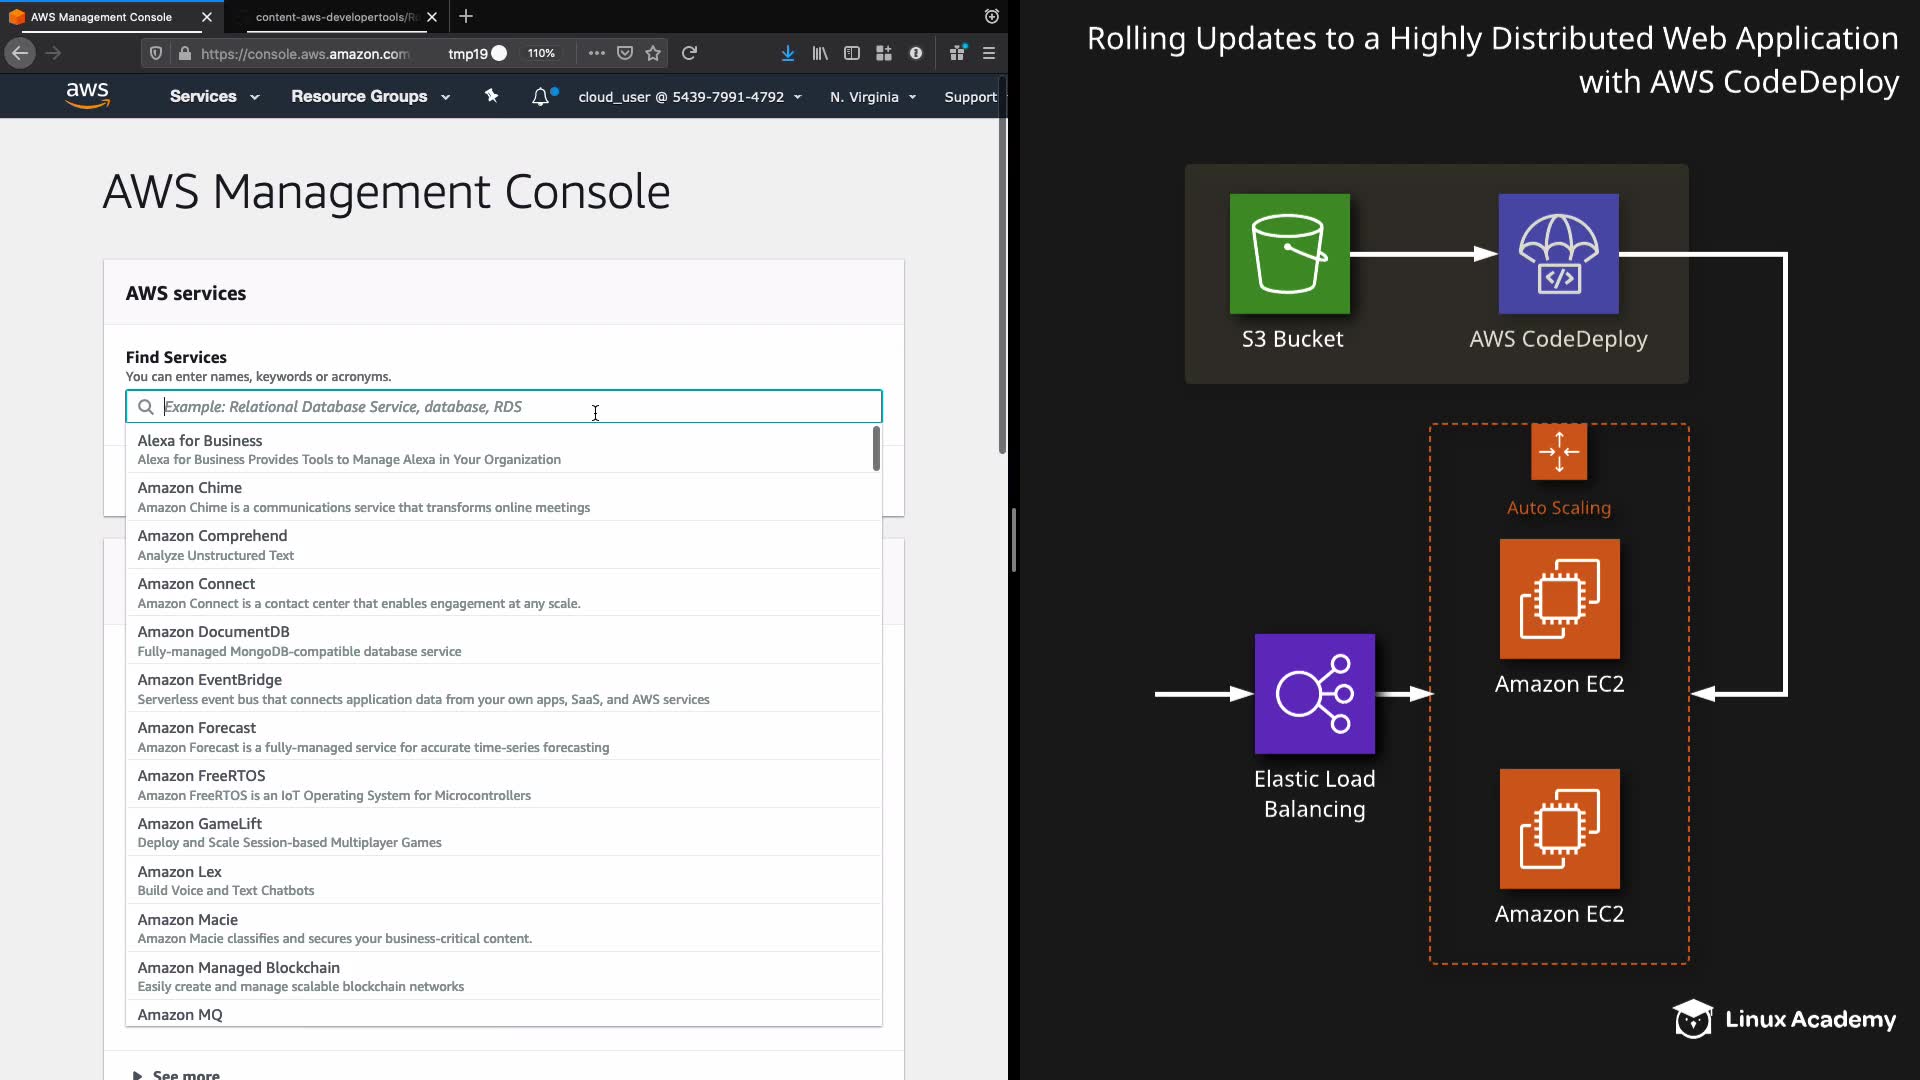 AWS Management Console
content-aws-developertools/R
https://console.aws.amazon.com
tmp19
110%
aws
Services
Resource Groups
cloud_user @ 5439-7991-4792
N. Virginia
Support
AWS Management Console
AWS services
Find Services
You can enter names, keywords or acronyms.
Example: Relational Database Service, database, RDS
Alexa for Business
Alexa for Business Provides Tools to Manage Alexa in Your Organization
Amazon Chime
Amazon Chime is a communications service that transforms online meetings
Amazon Comprehend
Analyze Unstructured Text
Amazon Connect
Amazon Connect is a contact center that enables engagement at any scale.
Amazon DocumentDB
Fully-managed MongoDB-compatible database service
Amazon EventBridge
Serverless event bus that connects application data from your own apps, SaaS, and AWS services
Amazon Forecast
Amazon Forecast is a fully-managed service for accurate time-series forecasting
Amazon FreeRTOS
Amazon FreeRTOS is an IoT Operating System for Microcontrollers
Amazon GameLift
Deploy and Scale Session-based Multiplayer Games
Amazon Lex
Build Voice and Text Chatbots
Amazon Macie
Amazon Macie classifies and secures your business-critical content.
Amazon Managed Blockchain
Easily create and manage scalable blockchain networks
Amazon MQ
See more
Rolling Updates to a Highly Distributed Web Application
with AWS CodeDeploy
S3 Bucket
AWS CodeDeploy
Auto Scaling
Amazon EC2
Elastic Load
Balancing
Amazon EC2
Linux Academy